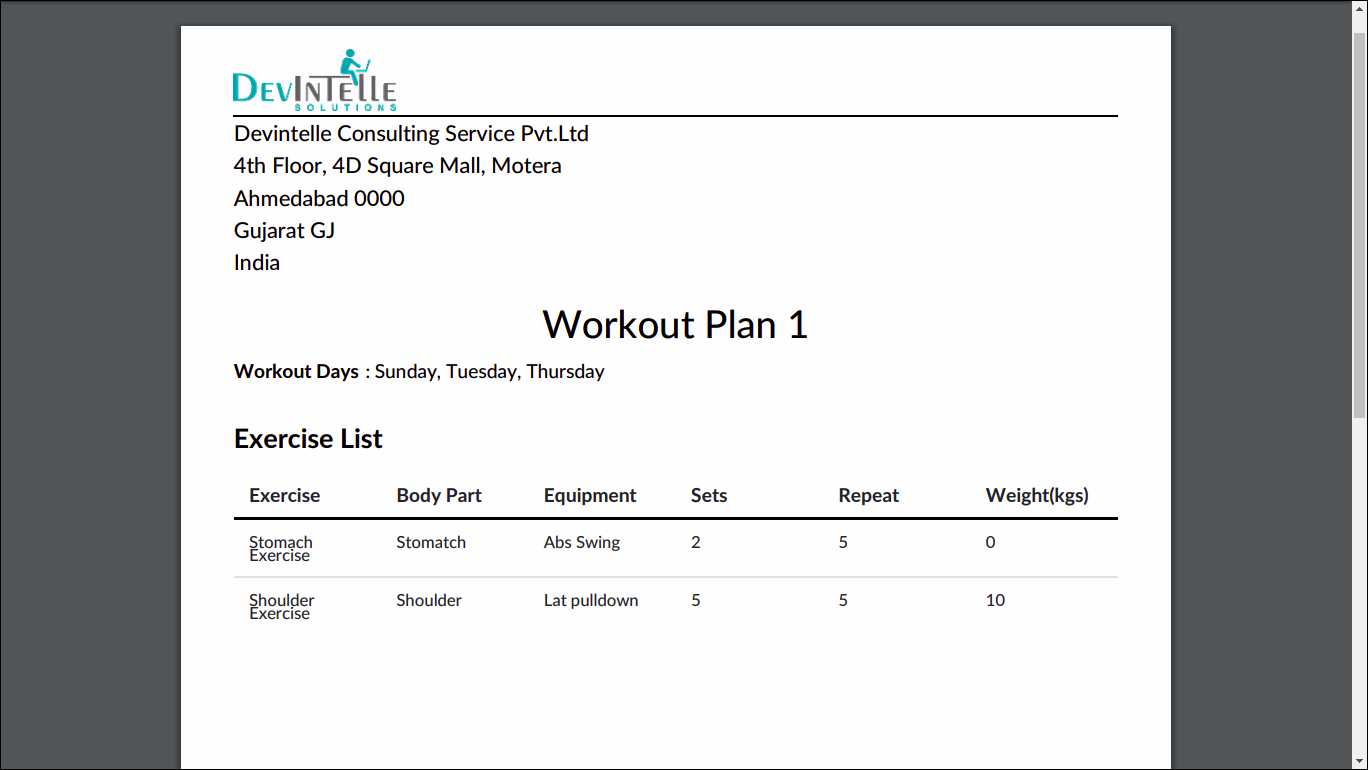 DEVINTELLE
SOLUTIONS
Devintelle Consulting Service Pvt.Ltd
4th Floor, 4D Square Mall, Motera
Ahmedabad 0000
Gujarat GJ
India
Workout Plan 1
Workout Days : Sunday, Tuesday, Thursday
Exercise List
Exercise Body Part Equipment Sets Repeat Weight(kgs)
Stomach Stomatch Abs Swing 2 5 0
Exercise
Shoulder Shoulder Lat pulldown 5 5 10
Exercise